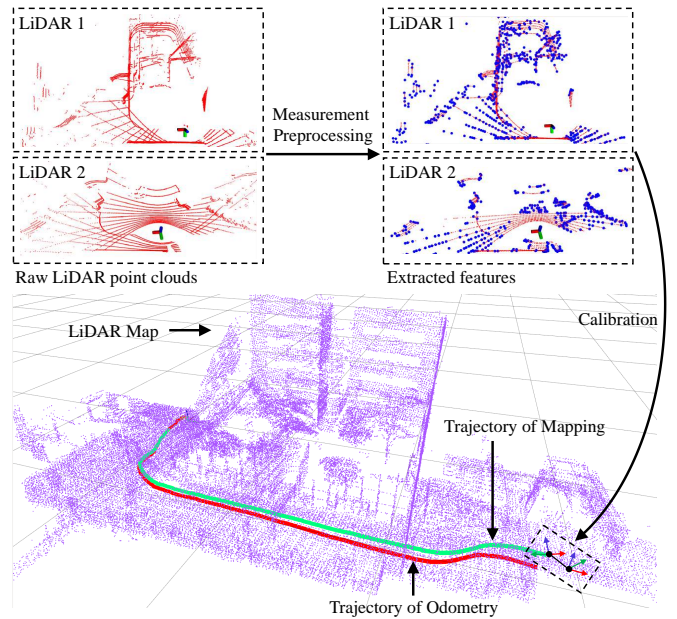 LiDAR 1
LiDAR 1
Measurement
Preprocessing
LiDAR 2
LiDAR 2
Raw LiDAR point clouds
Extracted features
Calibration
LiDAR Map
Trajectory of Mapping
Trajectory of Odometry